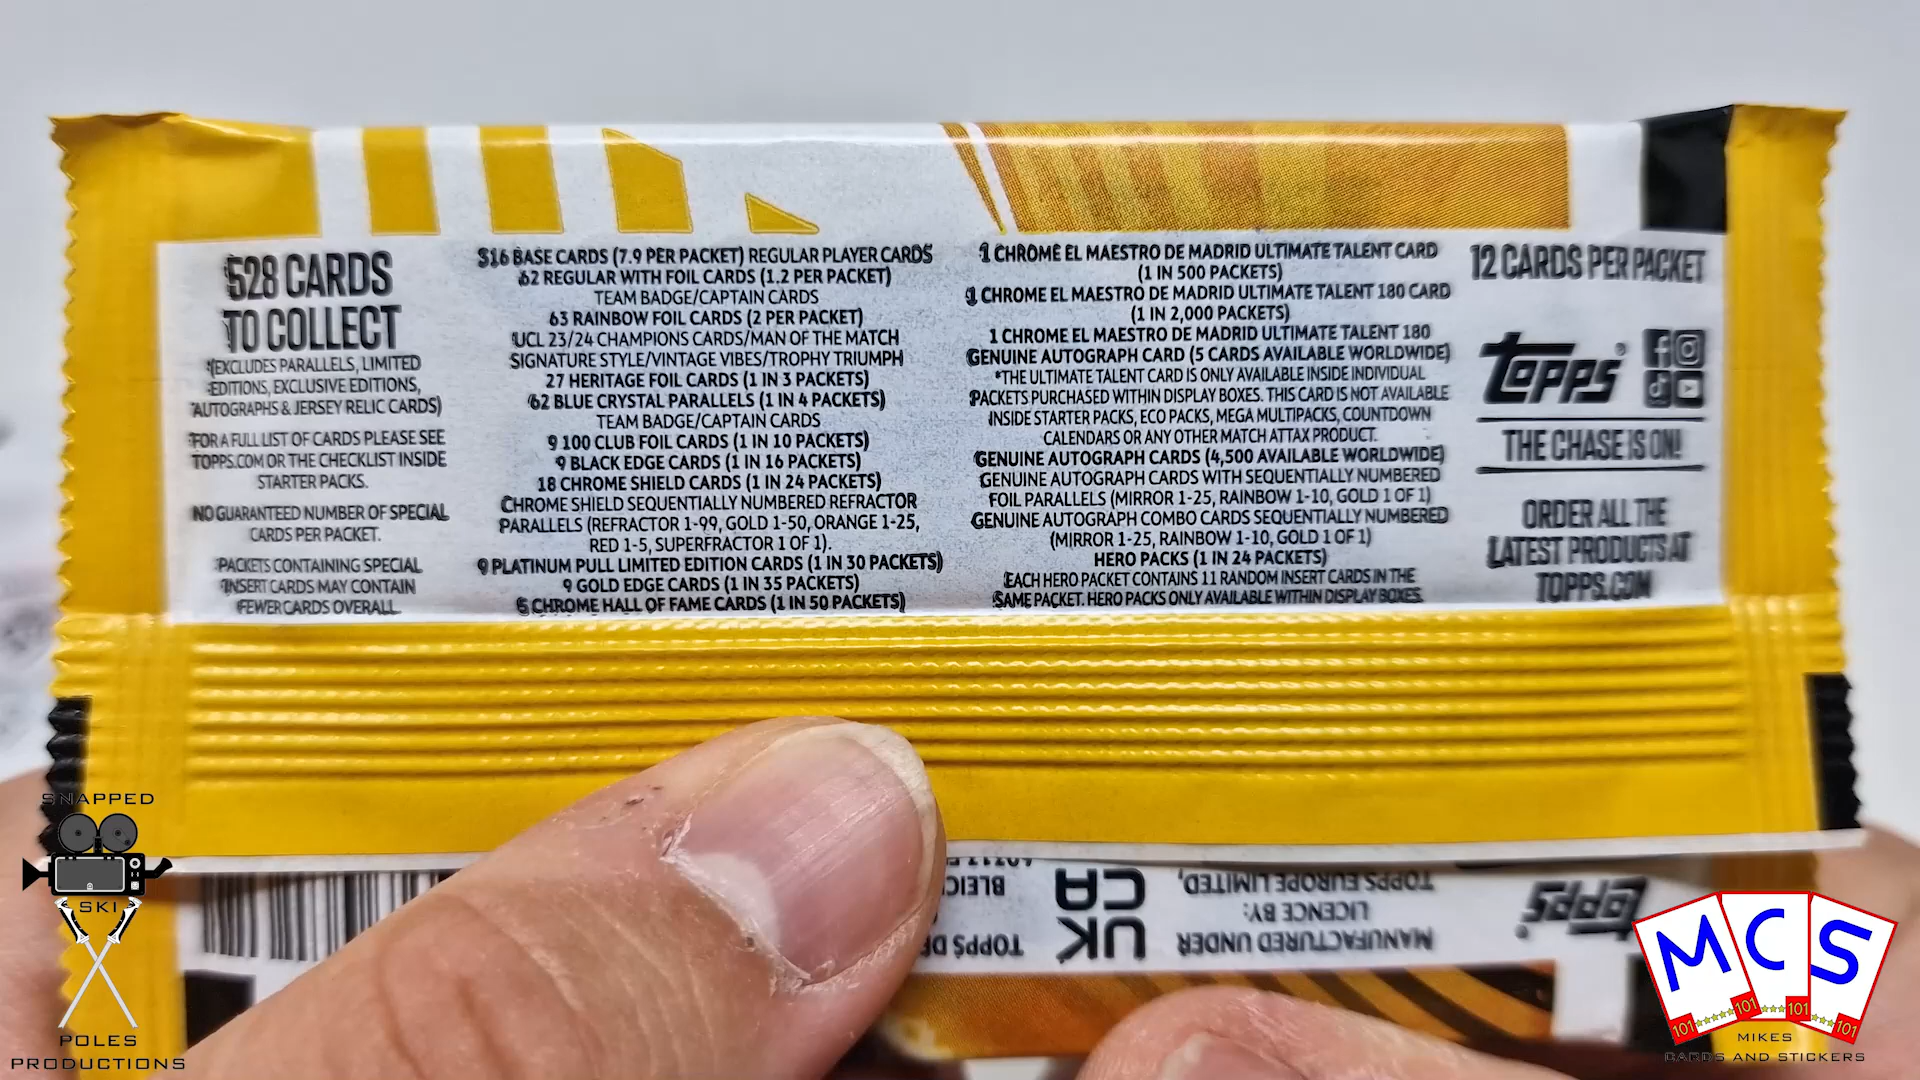 528 CARDS
TO COLLECT
*(EXCLUDES PARALLELS, LIMITED
EDITIONS, EXCLUSIVE EDITIONS,
AUTOGRAPHS & JERSEY RELIC CARDS)
FOR A FULL LIST OF CARDS PLEASE SEE
TOPPS.COM OR THE CHECKLIST INSIDE
STARTER PACKS.
NO GUARANTEED NUMBER OF SPECIAL
CARDS PER PACKET.
PACKETS CONTAINING SPECIAL
INSERT CARDS MAY CONTAIN
FEWER CARDS OVERALL.
316 BASE CARDS (7.9 PER PACKET) REGULAR PLAYER CARDS
62 REGULAR WITH FOIL CARDS (1.2 PER PACKET)
TEAM BADGE/CAPTAIN CARDS
63 RAINBOW FOIL CARDS (2 PER PACKET)
UCL 23/24 CHAMPIONS CARDS/MAN OF THE MATCH
SIGNATURE STYLE/VINTAGE VIBES/TROPHY TRIUMPH
27 HERITAGE FOIL CARDS (1 IN 3 PACKETS)
62 BLUE CRYSTAL PARALLELS (1 IN 4 PACKETS)
TEAM BADGE/CAPTAIN CARDS
9 100 CLUB FOIL CARDS (1 IN 10 PACKETS)
9 BLACK EDGE CARDS (1 IN 16 PACKETS)
18 CHROME SHIELD CARDS (1 IN 24 PACKETS)
CHROME SHIELD SEQUENTIALLY NUMBERED REFRACTOR
PARALLELS (REFRACTOR 1-99, GOLD 1-50, ORANGE 1-25,
RED 1-5, SUPERFRACTOR 1 OF 1).
9 PLATINUM PULL LIMITED EDITION CARDS (1 IN 30 PACKETS)
9 GOLD EDGE CARDS (1 IN 35 PACKETS)
5 CHROME HALL OF FAME CARDS (1 IN 50 PACKETS)
1 CHROME EL MAESTRO DE MADRID ULTIMATE TALENT CARD
(1 IN 500 PACKETS)
1 CHROME EL MAESTRO DE MADRID ULTIMATE TALENT 180 CARD
(1 IN 2,000 PACKETS)
1 CHROME EL MAESTRO DE MADRID ULTIMATE TALENT 180
GENUINE AUTOGRAPH CARD (5 CARDS AVAILABLE WORLDWIDE)
*THE ULTIMATE TALENT CARD IS ONLY AVAILABLE INSIDE INDIVIDUAL
PACKETS PURCHASED WITHIN DISPLAY BOXES. THIS CARD IS NOT AVAILABLE
INSIDE STARTER PACKS, ECO PACKS, MEGA MULTIPACKS, COUNTDOWN
CALENDARS OR ANY OTHER MATCH ATTAX PRODUCT.
GENUINE AUTOGRAPH CARDS (4,500 AVAILABLE WORLDWIDE)
GENUINE AUTOGRAPH CARDS WITH SEQUENTIALLY NUMBERED
FOIL PARALLELS (MIRROR 1-25, RAINBOW 1-10, GOLD 1 OF 1)
GENUINE AUTOGRAPH COMBO CARDS SEQUENTIALLY NUMBERED
(MIRROR 1-25, RAINBOW 1-10, GOLD 1 OF 1)
HERO PACKS (1 IN 24 PACKETS)
EACH HERO PACKET CONTAINS 11 RANDOM INSERT CARDS IN THE
SAME PACKET. HERO PACKS ONLY AVAILABLE WITHIN DISPLAY BOXES.
12 CARDS PER PACKET
topps®
THE CHASE IS ON!
ORDER ALL THE
LATEST PRODUCTS AT
TOPPS.COM
topps®
MANUFACTURED UNDER
LICENCE BY:
TOPPS EUROPE LIMITED,
UK
CA
TOPPS
SNAPPED
SKI
POLES
PRODUCTIONS
MCS
101 101 101 101
MIKES
CARDS AND STICKERS